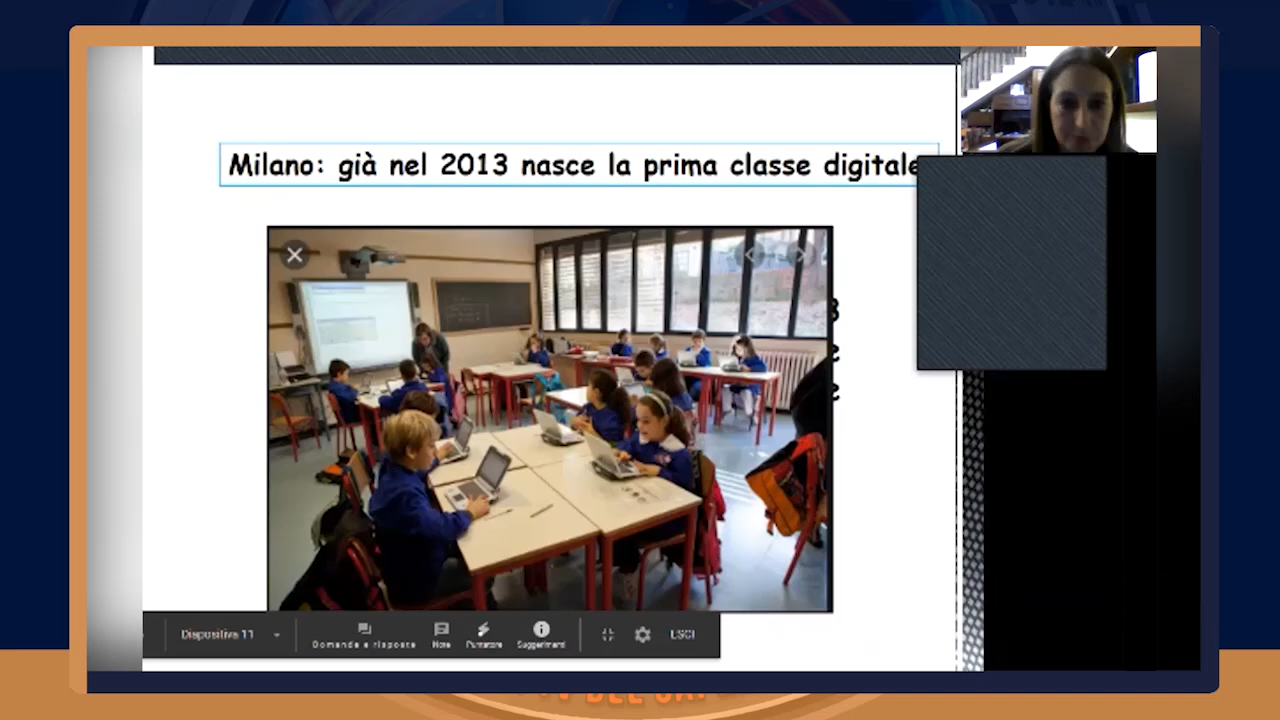 Milano: già nel 2013 nasce la prima classe digitale
Diapositiva 11
Domande e risposte
Note
Puntatore
Suggerimenti
ESCI